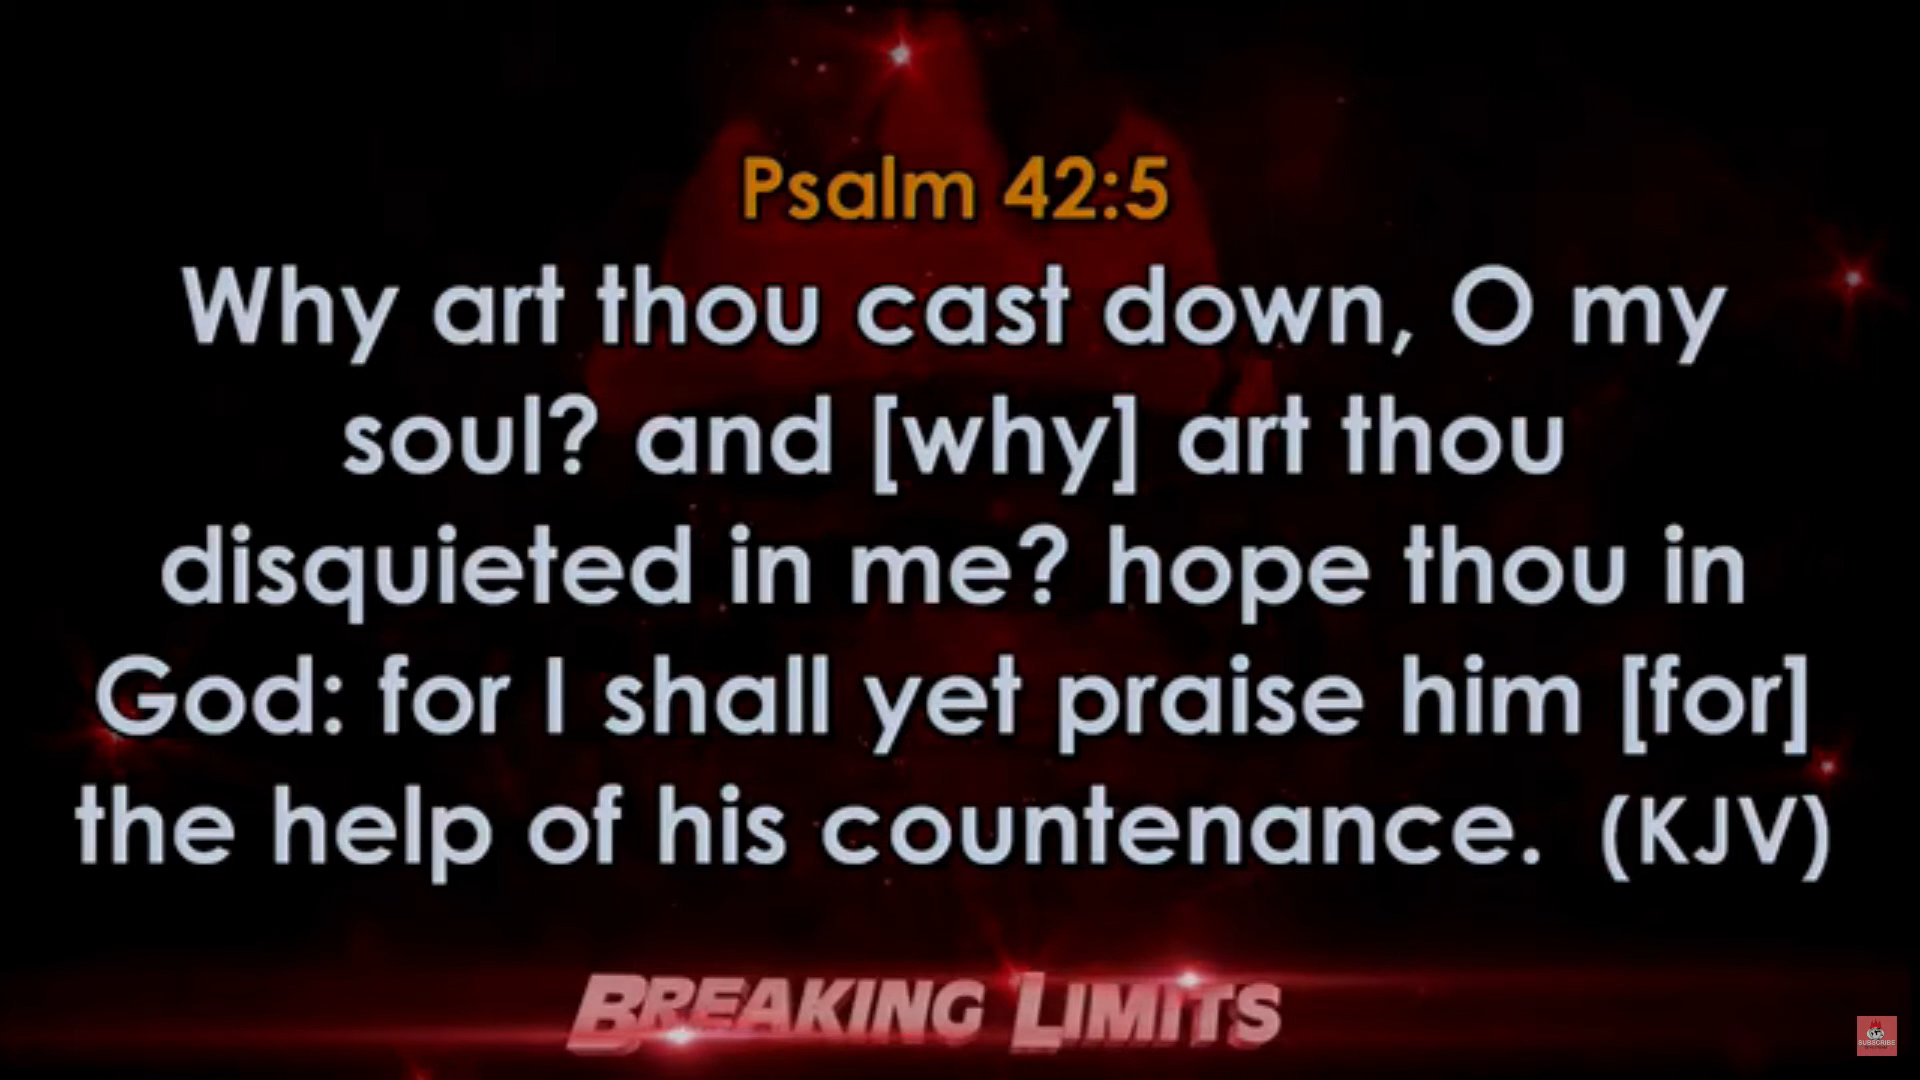 Psalm 42:5
Why art thou cast down, O my
soul? and [why] art thou
disquieted in me? hope thou in
God: for I shall yet praise him [for]
the help of his countenance. (KJV)
BREAKING LIMITS
SUBSCRIBE